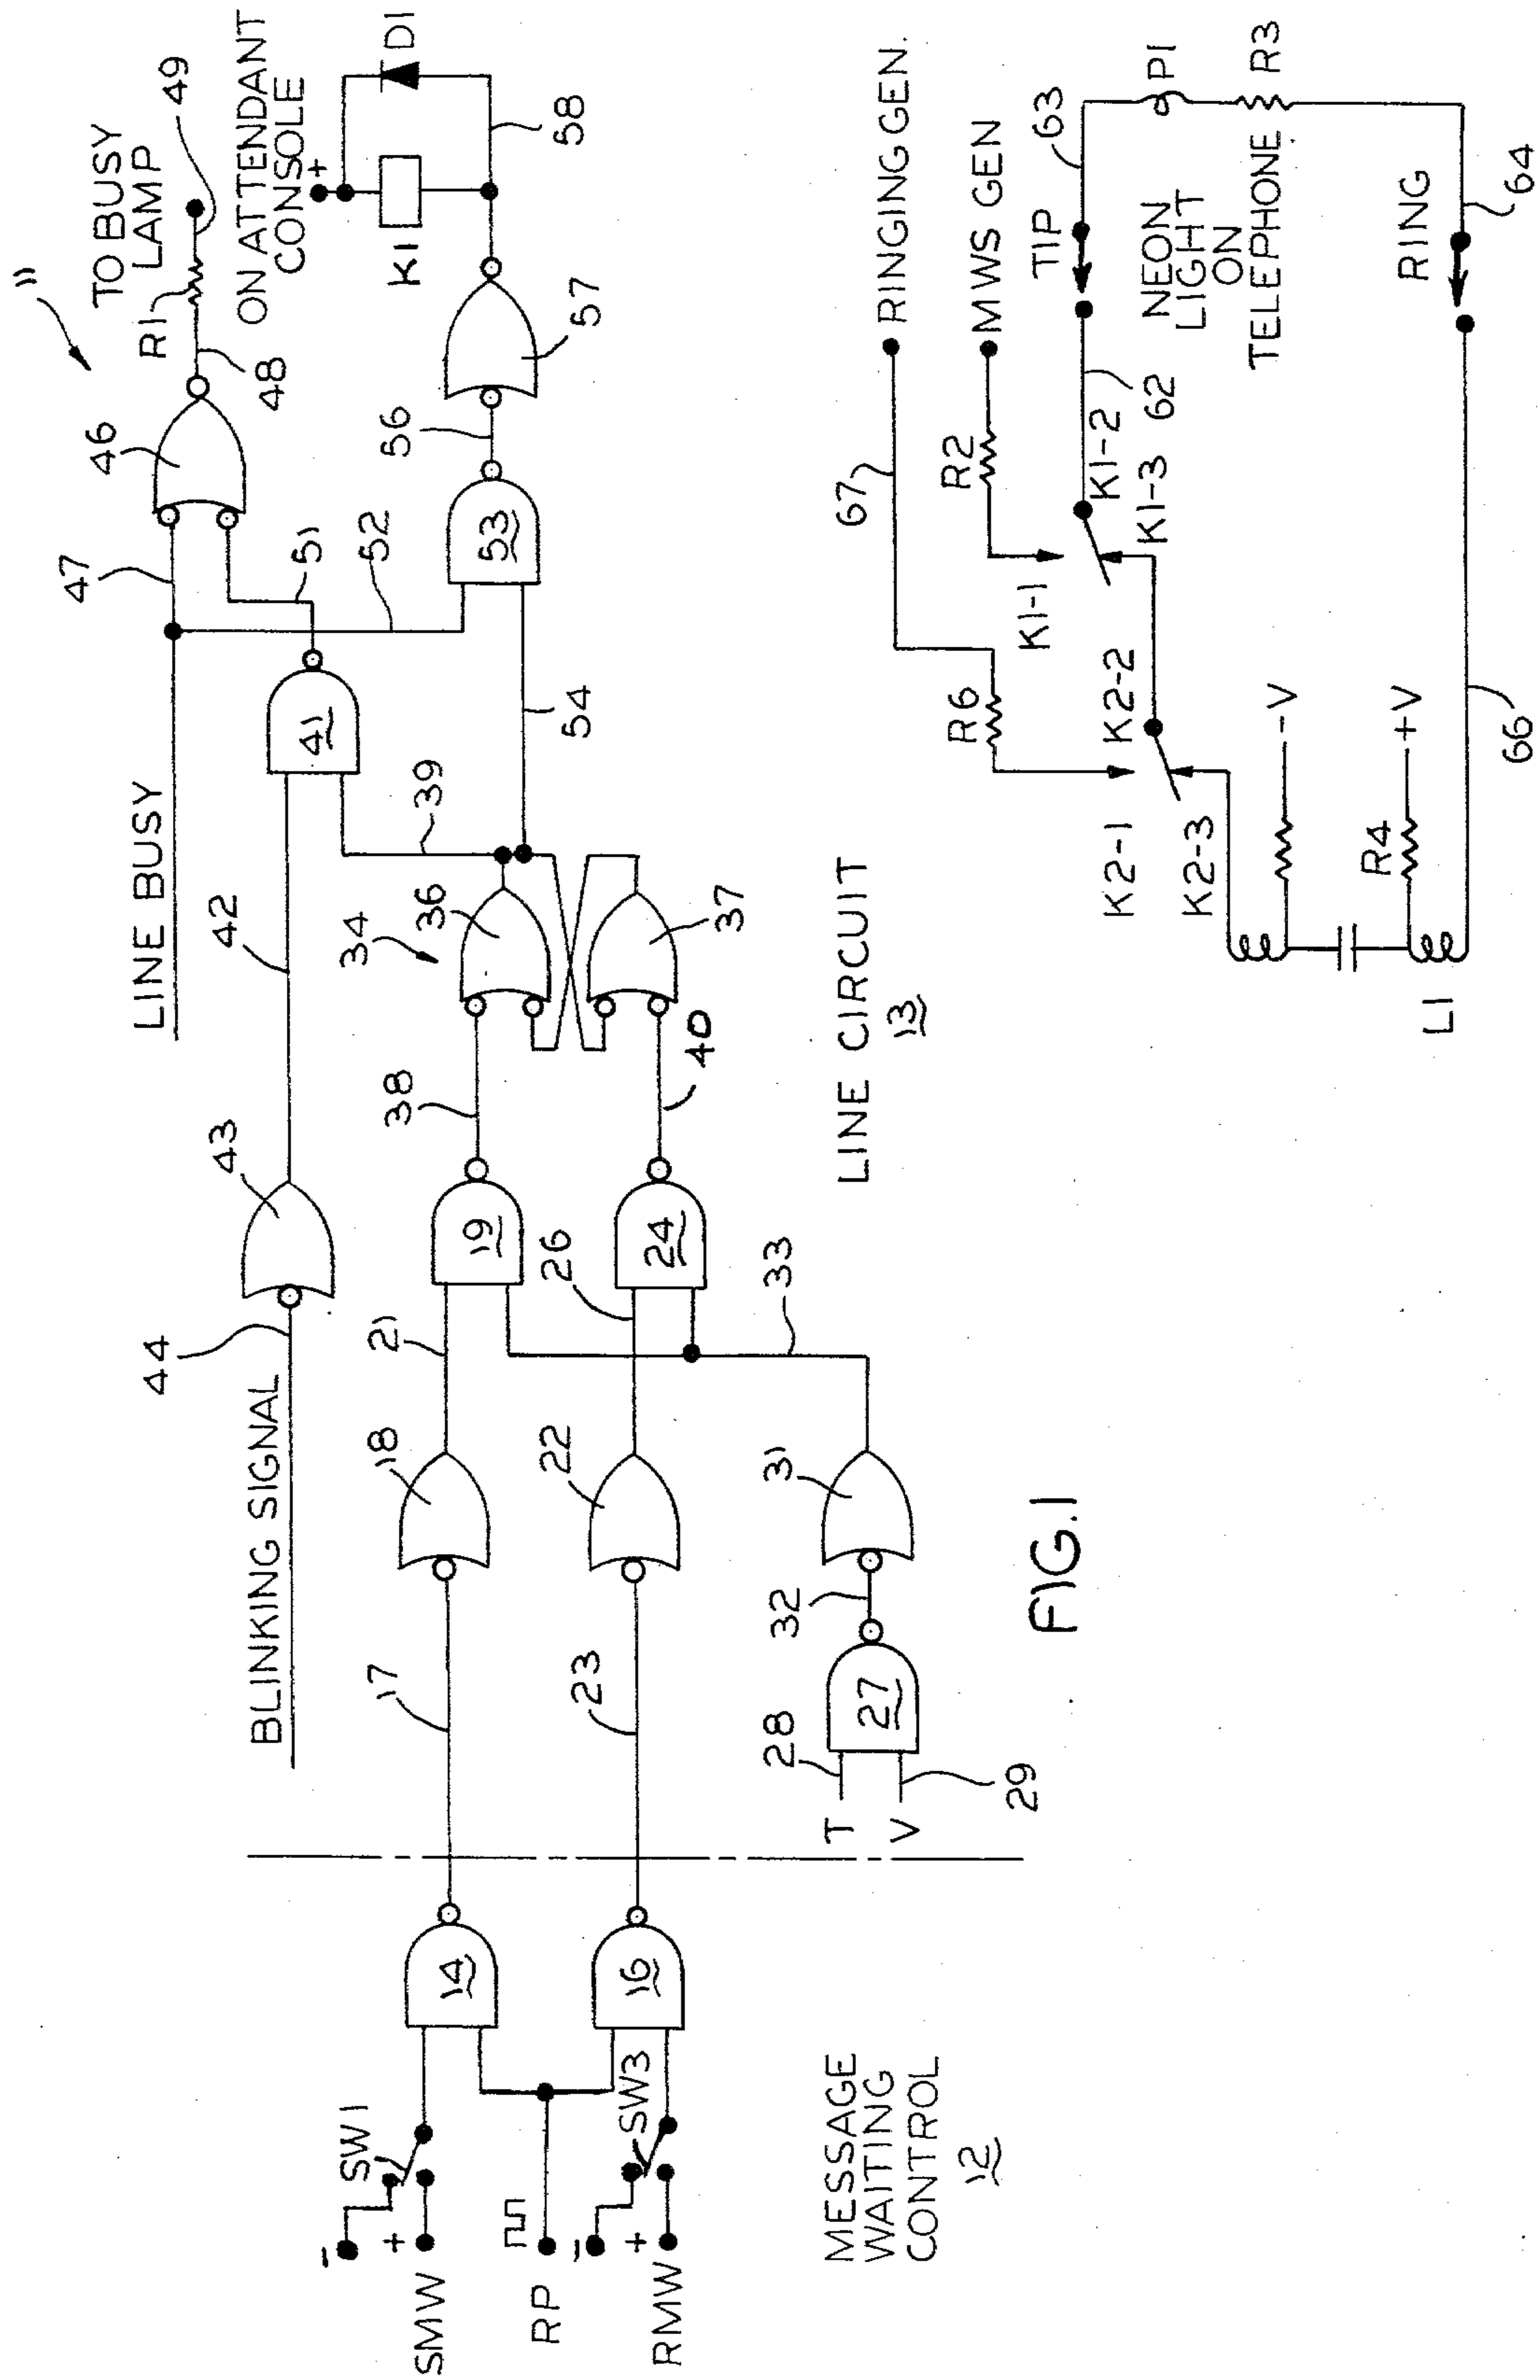 11
TO BUSY
LAMP
49
ON ATTENDANT
CONSOLE
R1
48
46
47
LINE BUSY
51
52
+
D1
K1
58
57
56
53
41
42
43
44
BLINKING SIGNAL
39
54
34
36
37
38
40
19
24
21
26
33
18
22
31
32
17
23
27
28
29
T
V
14
16
SW1
SW3
-
+
SMW
RP
-
+
RMW
MESSAGE
WAITING
CONTROL
12
LINE CIRCUIT
13
FIG.1
RINGING GEN.
MWS GEN
67
R2
R6
K1-1
K1-2
K1-3
62
TIP
63
P1
R3
NEON
LIGHT
ON
TELEPHONE
RING
64
66
K2-1
K2-2
K2-3
-V
+V
R4
L1